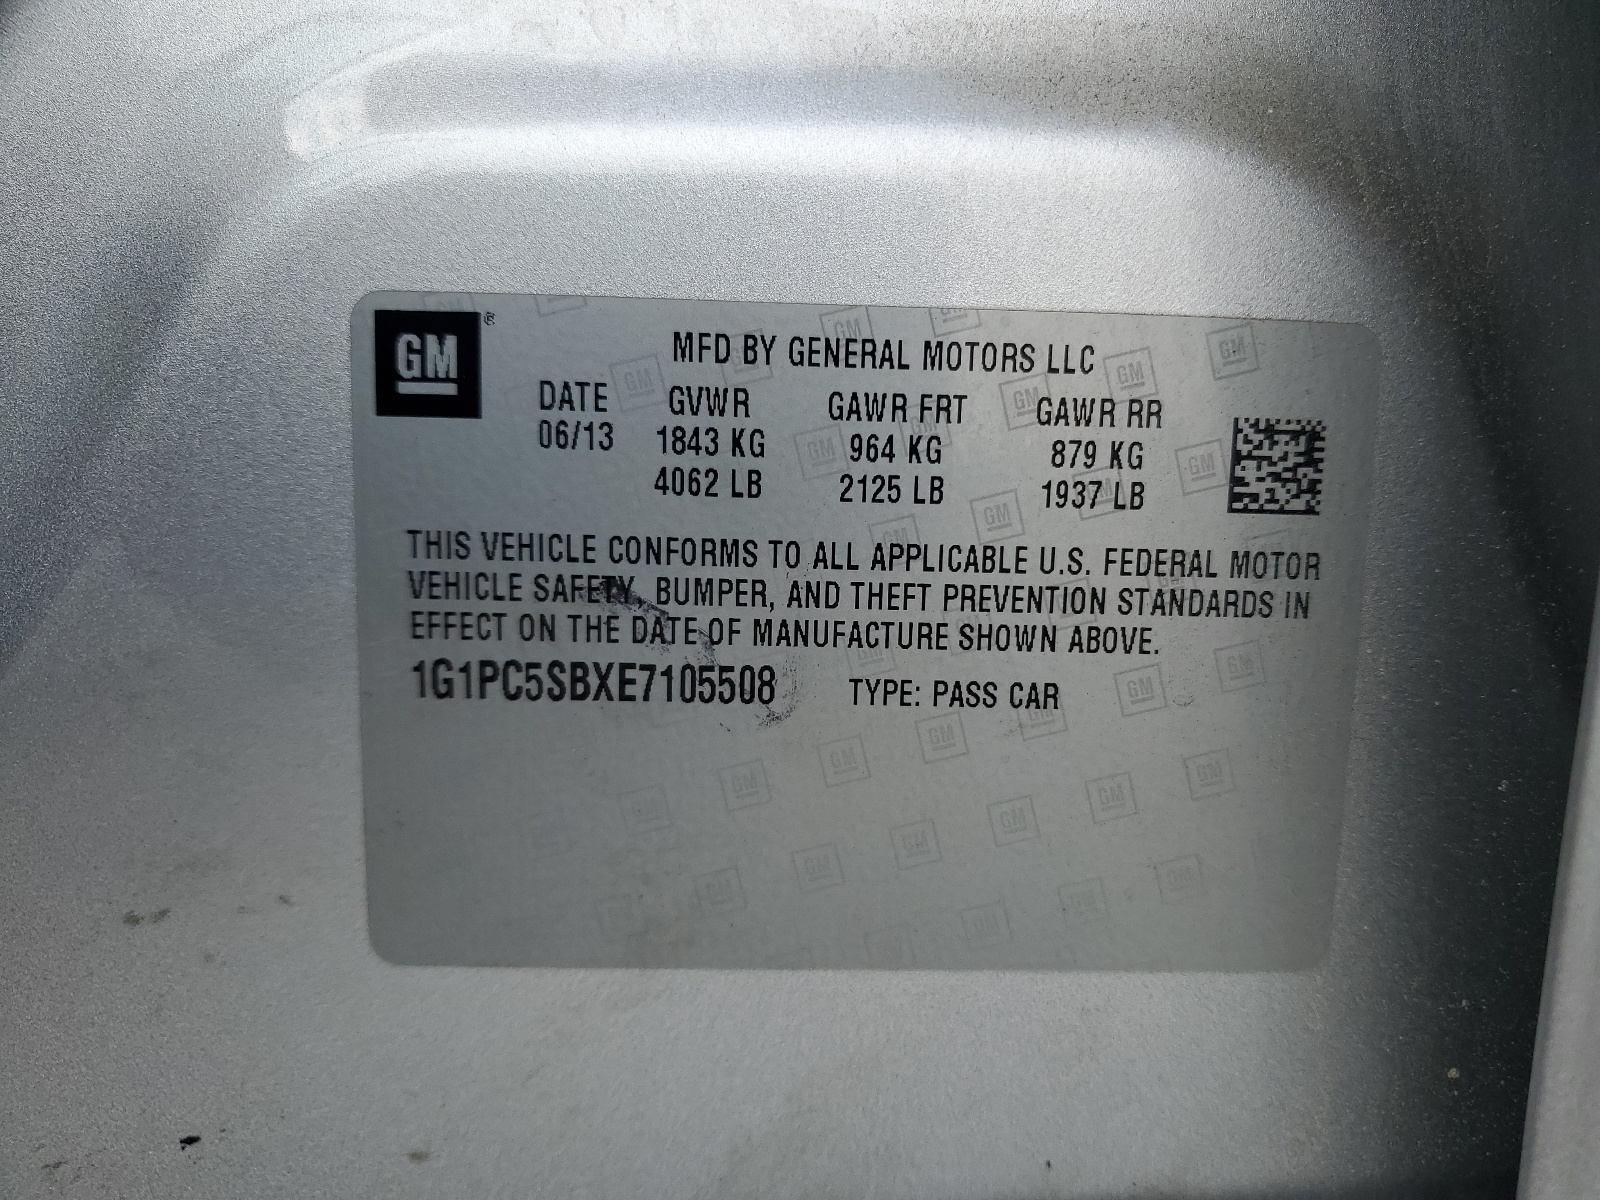 GM
MFD BY GENERAL MOTORS LLC
DATE GVWR GAWR FRT GAWR RR
06/13 1843 KG 964 KG 879 KG
4062 LB 2125 LB 1937 LB
THIS VEHICLE CONFORMS TO ALL APPLICABLE U.S. FEDERAL MOTOR
VEHICLE SAFETY, BUMPER, AND THEFT PREVENTION STANDARDS IN
EFFECT ON THE DATE OF MANUFACTURE SHOWN ABOVE.
1G1PC5SBXE7105508 TYPE: PASS CAR